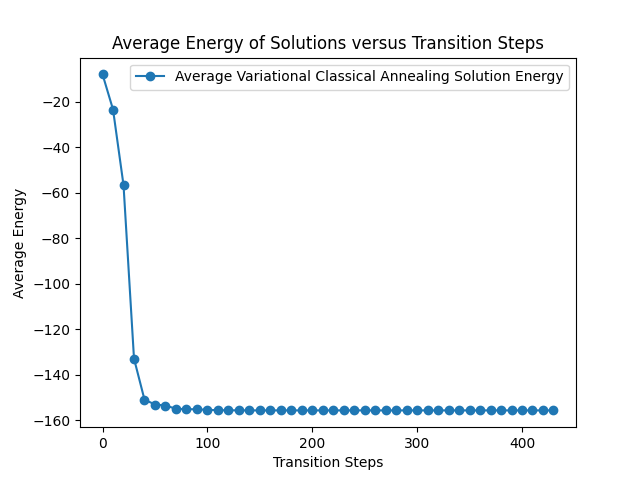 Average Energy of Solutions versus Transition Steps
Average Variational Classical Annealing Solution Energy
−20
−40
−60
−80
−100
−120
−140
−160
Average Energy
0 100 200 300 400
Transition Steps